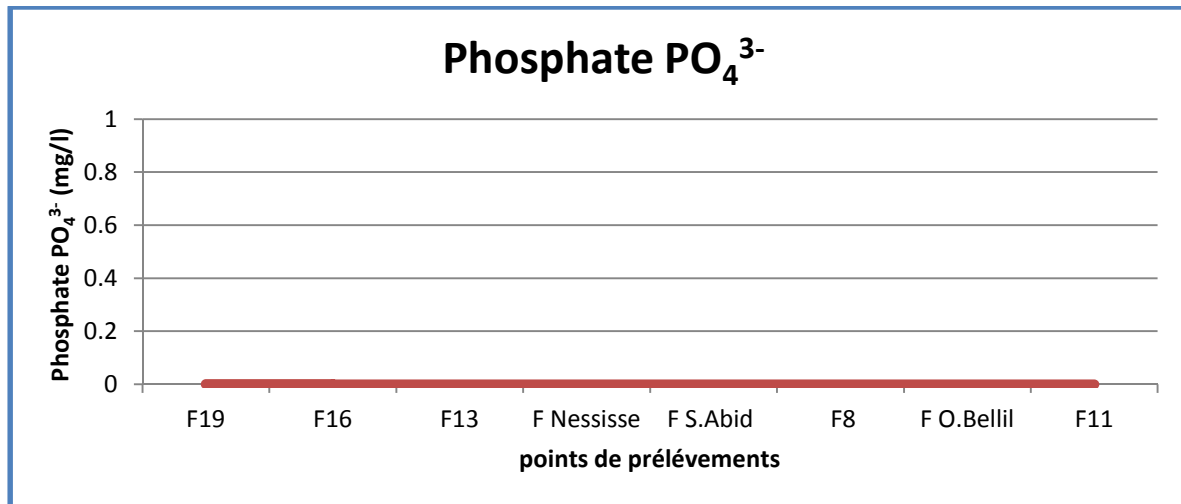 Phosphate PO₄³⁻
Phosphate PO₄³⁻ (mg/l)
1
0.8
0.6
0.4
0.2
0
F19 F16 F13 F Nessisse F S.Abid F8 F O.Bellil F11
points de prélévements